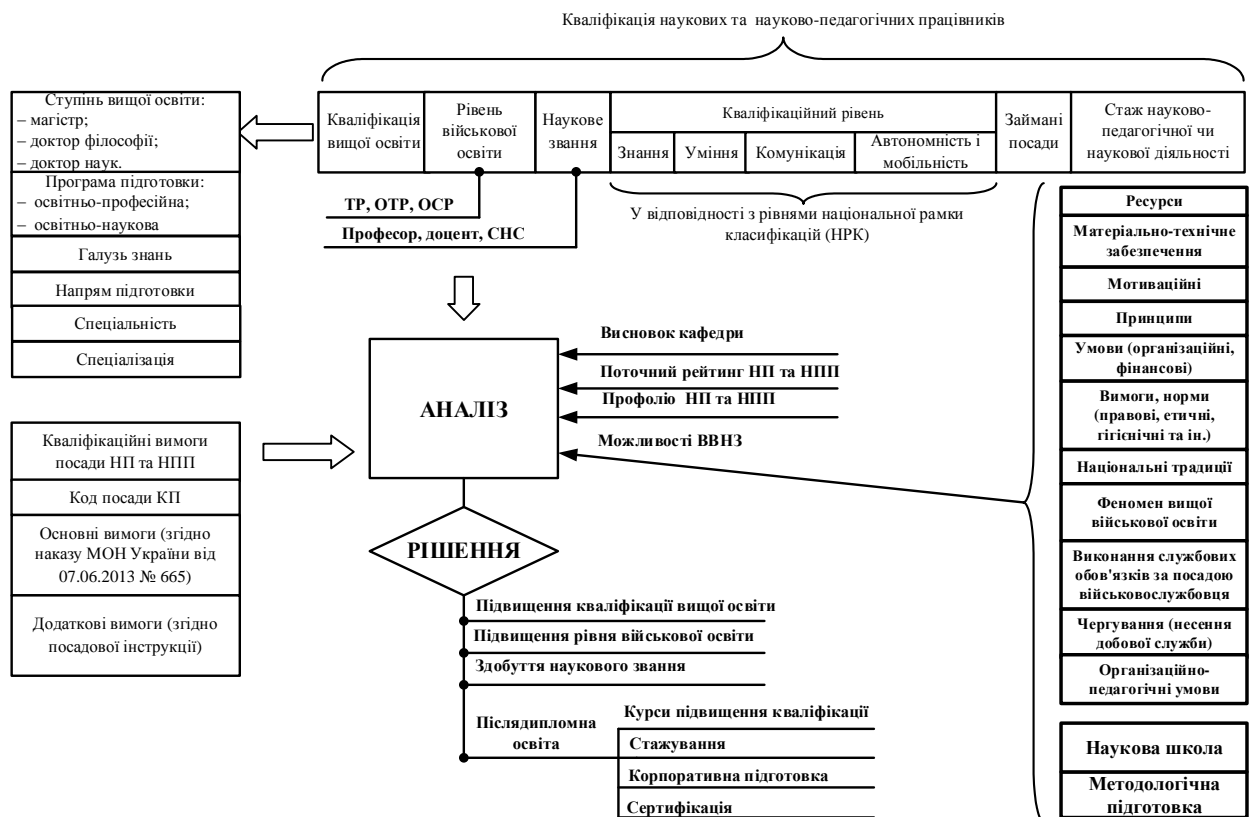 Кваліфікація наукових та науково-педагогічних працівників
Ступінь вищої освіти:
– магістр;
– доктор філософії;
– доктор наук.
Програма підготовки:
– освітньо-професійна;
– освітньо-наукова
Галузь знань
Напрям підготовки
Спеціальність
Спеціалізація
Кваліфікація
вищої освіти
Рівень
військової
освіти
Наукове
звання
Кваліфікаційний рівень
Знання
Уміння
Комунікація
Автономність і
мобільність
Займані
посади
Стаж науково-
педагогічної чи
наукової діяльності
ТР, ОТР, ОСР
Професор, доцент, СНС
У відповідності з рівнями національної рамки
класифікацій (НРК)
АНАЛІЗ
Висновок кафедри
Поточний рейтинг НП та НПП
Профоліо НП та НПП
Можливості ВВНЗ
Кваліфікаційні вимоги
посади НП та НПП
Код посади КП
Основні вимоги (згідно
наказу МОН України від
07.06.2013 № 665)
Додаткові вимоги (згідно
посадової інструкції)
РІШЕННЯ
Підвищення кваліфікації вищої освіти
Підвищення рівня військової освіти
Здобуття наукового звання
Післядипломна
освіта
Курси підвищення кваліфікації
Стажування
Корпоративна підготовка
Сертифікація
Ресурси
Матеріально-технічне
забезпечення
Мотиваційні
Принципи
Умови (організаційні,
фінансові)
Вимоги, норми
(правові, етичні,
гігієнічні та ін.)
Національні традиції
Феномен вищої
військової освіти
Виконання службових
обов'язків за посадою
військовослужбовця
Чергування (несення
добової служби)
Організаційно-
педагогічні умови
Наукова школа
Методологічна
підготовка